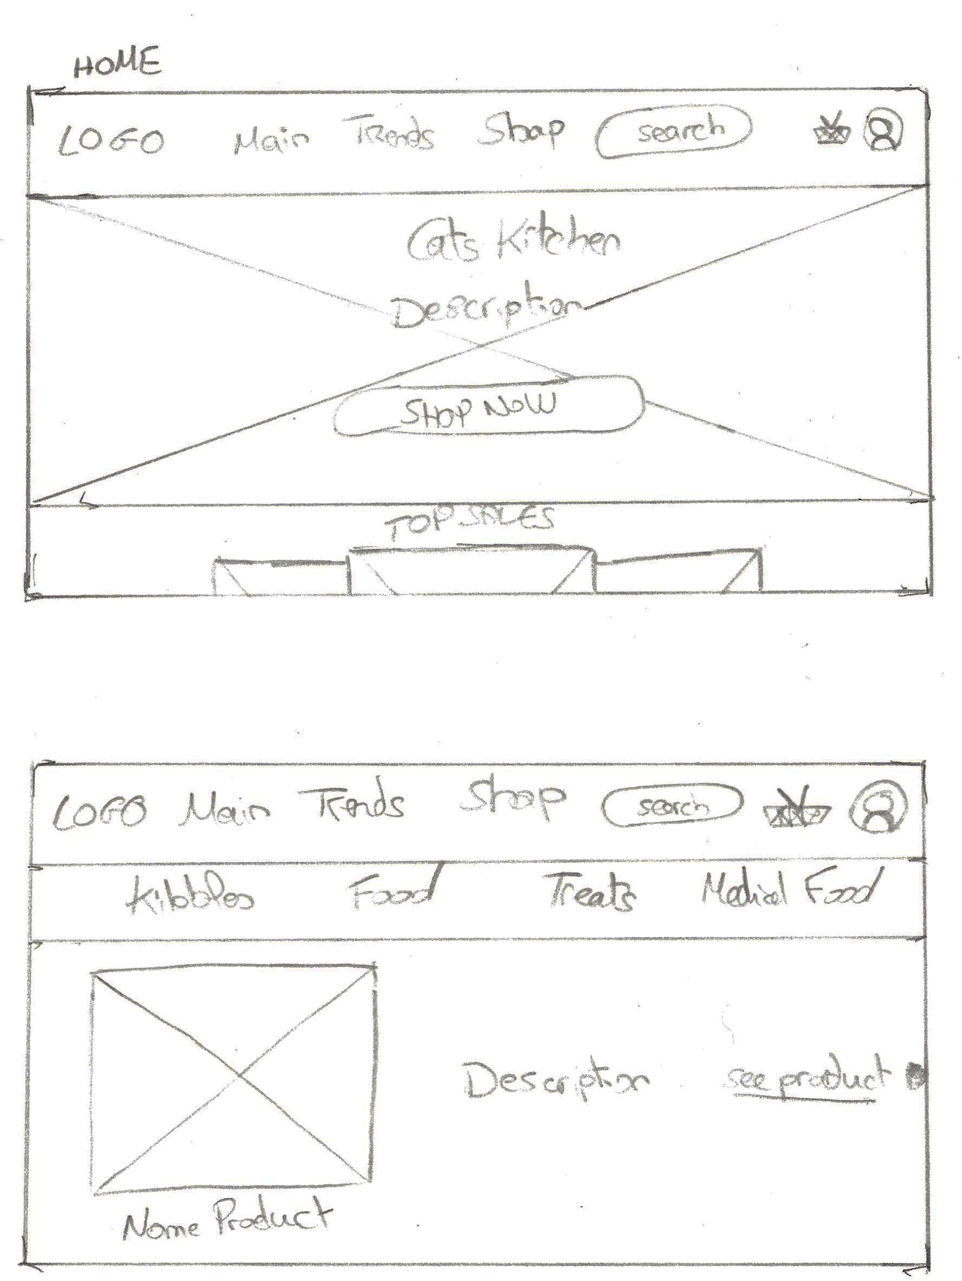 HOME
LOGO Main Trends Shop search
Cats Kitchen
Description
SHOP NOW
TOP SALES
LOGO Main Trends Shop search
Kibbles Food Treats Medical Food
Description see product
Name Product